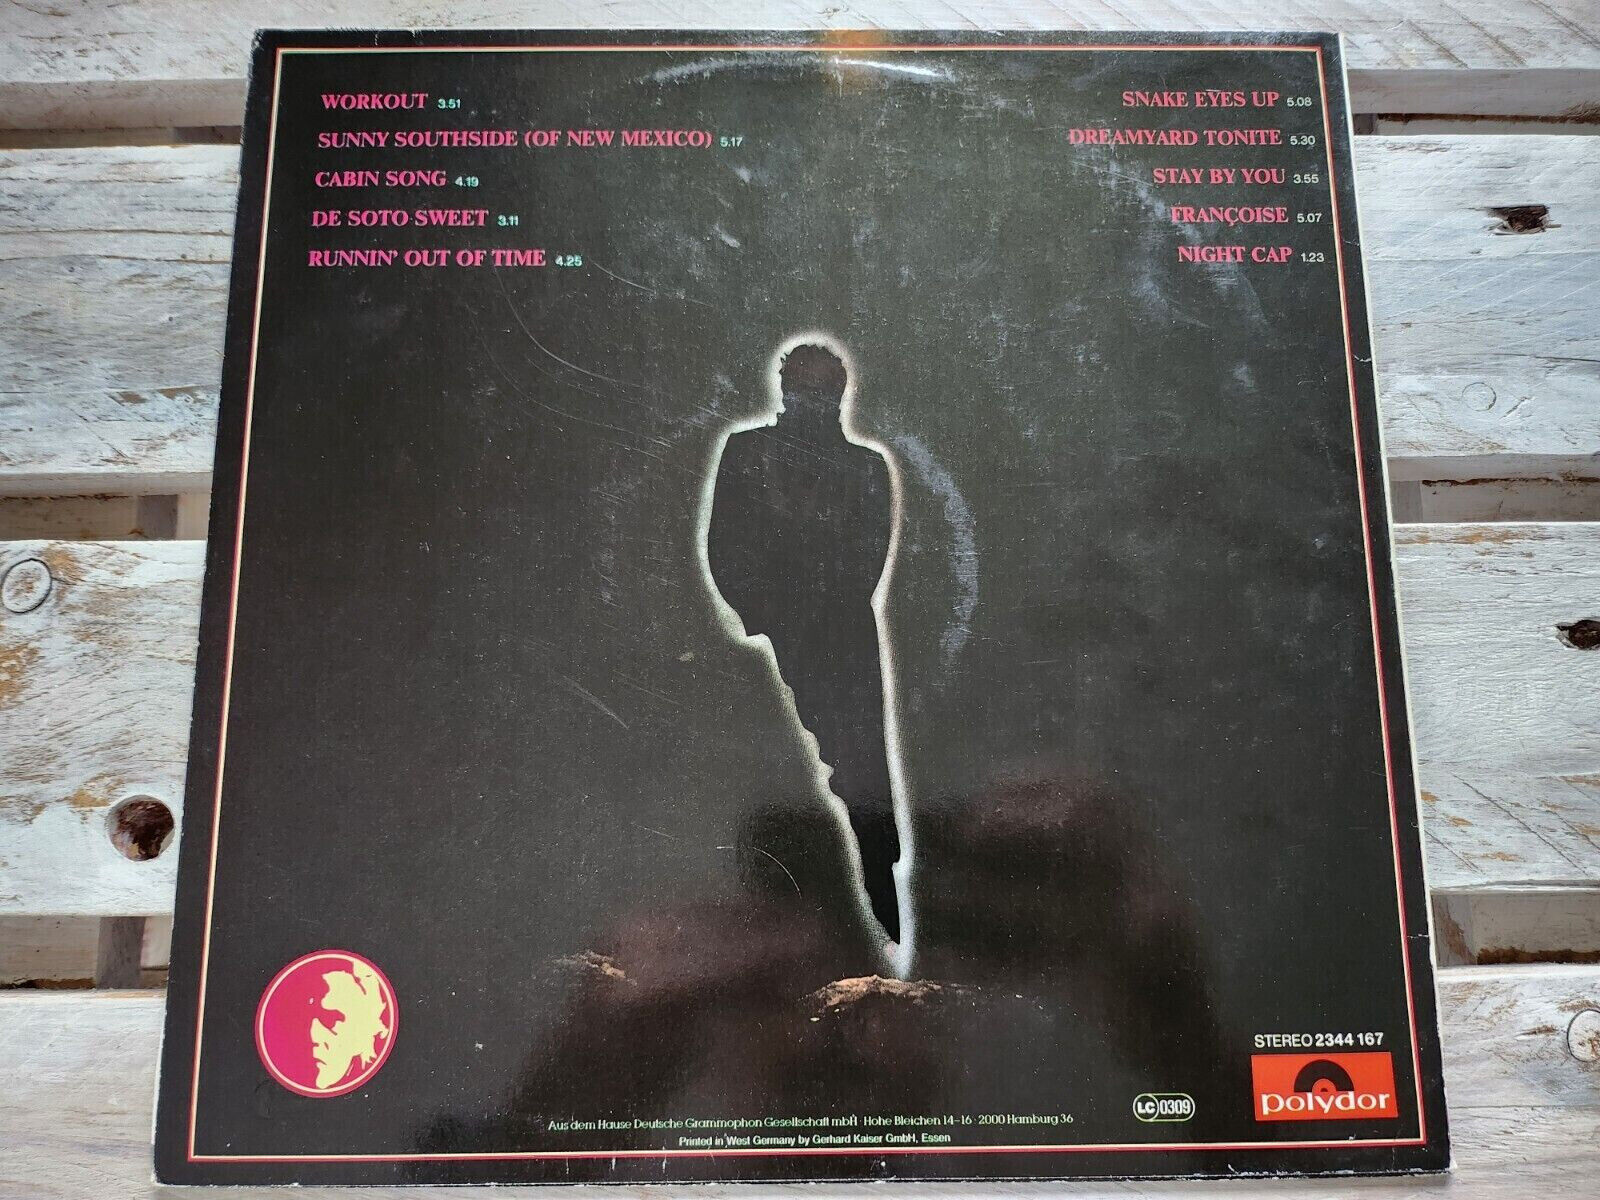 WORKOUT 3.51
SUNNY SOUTHSIDE (OF NEW MEXICO) 5.17
CABIN SONG 4.19
DE SOTO SWEET 3.11
RUNNIN' OUT OF TIME 4.25
SNAKE EYES UP 5.08
DREAMYARD TONITE 5.30
STAY BY YOU 3.55
FRANÇOISE 5.07
NIGHT CAP 1.23
STEREO 2344 167
polydor
LC 0309
Aus dem Hause Deutsche Grammophon Gesellschaft mbH · Hohe Bleichen 14-16 · 2000 Hamburg 36
Printed in West Germany by Gerhard Kaiser GmbH, Essen